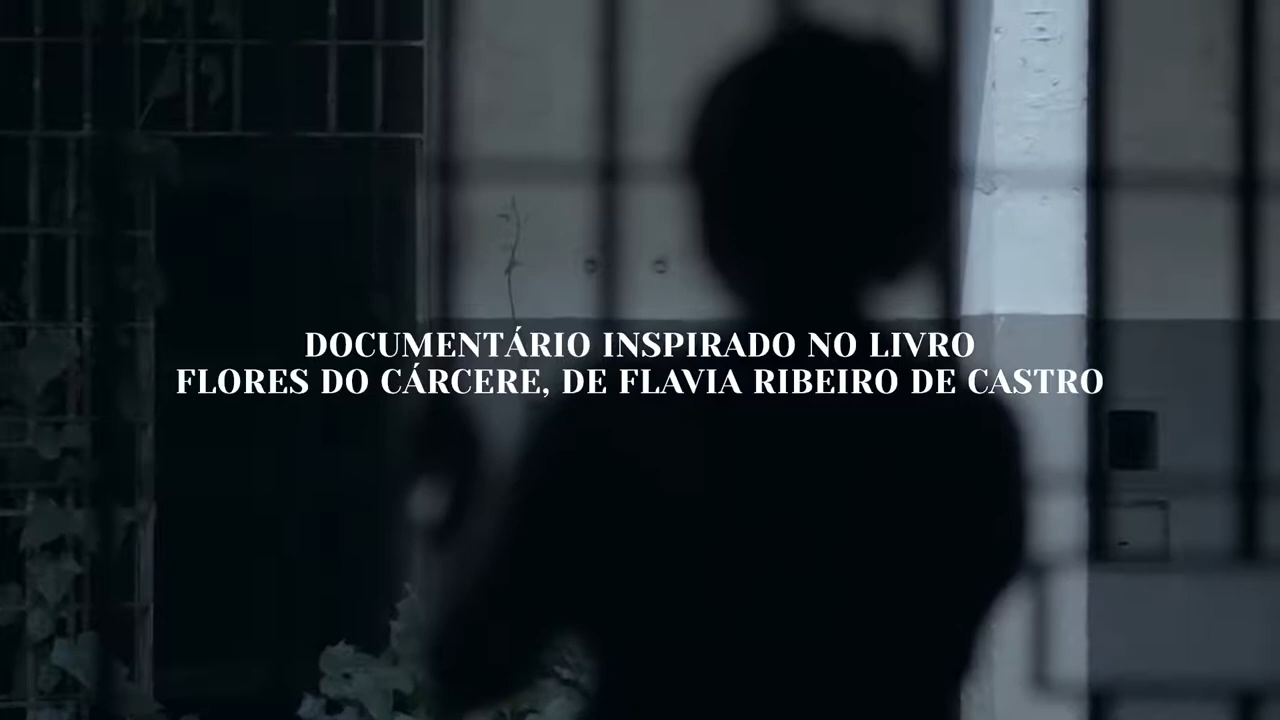 DOCUMENTÁRIO INSPIRADO NO LIVRO
FLORES DO CÁRCERE, DE FLAVIA RIBEIRO DE CASTRO